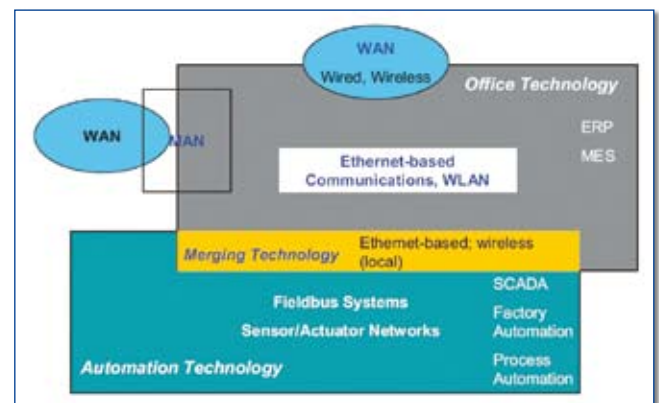 WAN
Wired, Wireless
Office Technology
ERP
MES
WAN
MAN
Ethernet-based
Communications, WLAN
Merging Technology
Ethernet-based; wireless
(local)
SCADA
Fieldbus Systems
Factory
Automation
Sensor/Actuator Networks
Process
Automation
Automation Technology